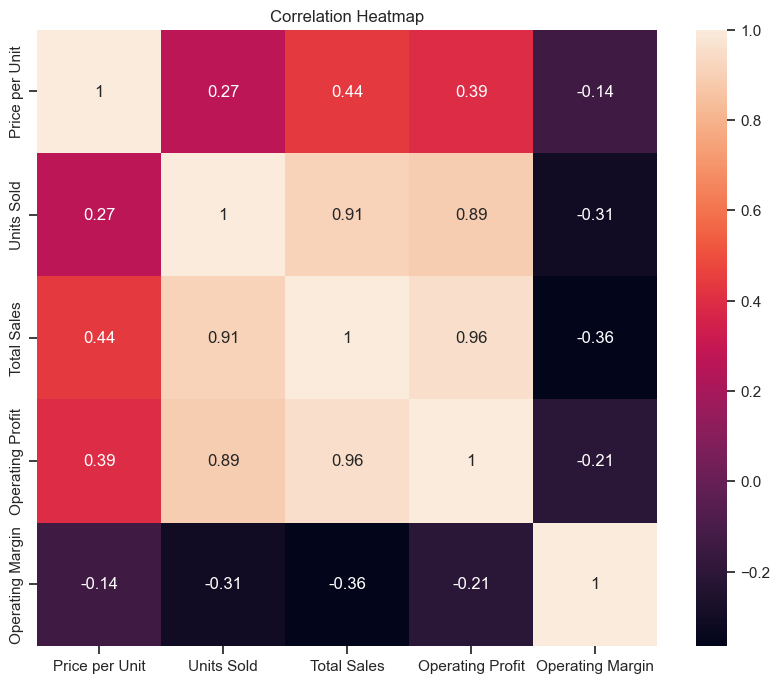 Correlation Heatmap
Price per Unit 1 0.27 0.44 0.39 -0.14
Units Sold 0.27 1 0.91 0.89 -0.31
Total Sales 0.44 0.91 1 0.96 -0.36
Operating Profit 0.39 0.89 0.96 1 -0.21
Operating Margin -0.14 -0.31 -0.36 -0.21 1
Price per Unit Units Sold Total Sales Operating Profit Operating Margin
1.0
0.8
0.6
0.4
0.2
0.0
−0.2